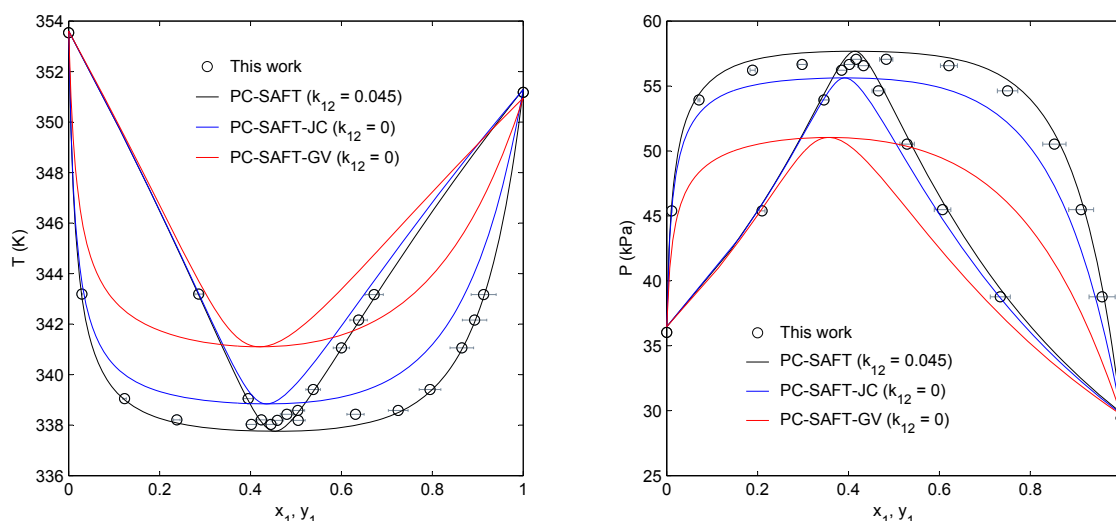 354
352
350
348
346
344
342
340
338
336
T (K)
0
0.2
0.4
0.6
0.8
1
x1, y1
This work
PC-SAFT (k12 = 0.045)
PC-SAFT-JC (k12 = 0)
PC-SAFT-GV (k12 = 0)
60
55
50
45
40
35
30
25
P (kPa)
0
0.2
0.4
0.6
0.8
1
x1, y1
This work
PC-SAFT (k12 = 0.045)
PC-SAFT-JC (k12 = 0)
PC-SAFT-GV (k12 = 0)